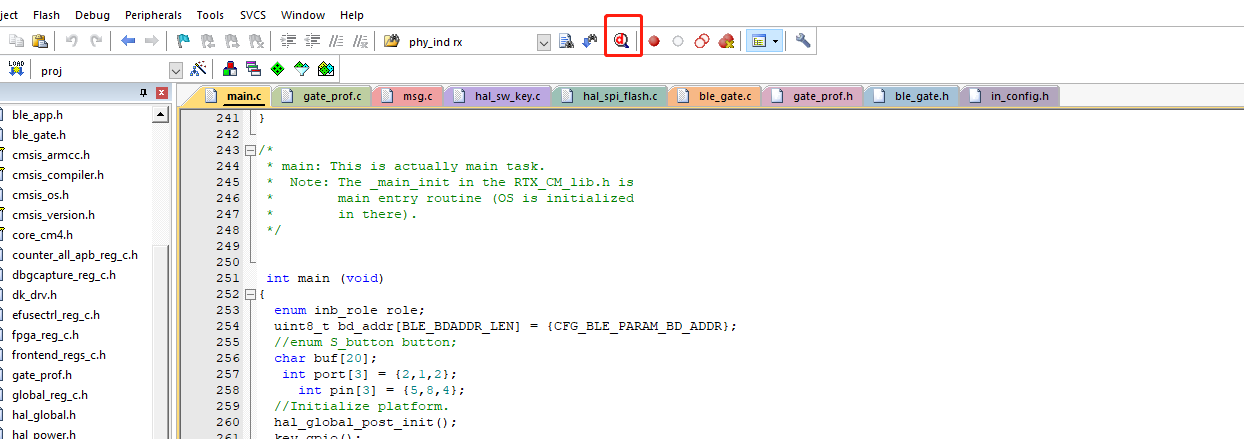 ject Flash Debug Peripherals Tools SVCS Window Help
phy_ind rx
LOAD proj
main.c gate_prof.c msg.c hal_sw_key.c hal_spi_flash.c ble_gate.c gate_prof.h ble_gate.h in_config.h
ble_app.h
ble_gate.h
cmsis_armcc.h
cmsis_compiler.h
cmsis_os.h
cmsis_version.h
core_cm4.h
counter_all_apb_reg_c.h
dbgcapture_reg_c.h
dk_drv.h
efusectrl_reg_c.h
fpga_reg_c.h
frontend_regs_c.h
gate_prof.h
global_reg_c.h
hal_global.h
hal_power.h
241 }
242
243 /*
244 * main: This is actually main task.
245 * Note: The _main_init in the RTX_CM_lib.h is
246 * main entry routine (OS is initialized
247 * in there).
248 */
249
250
251 int main (void)
252 {
253 enum inb_role role;
254 uint8_t bd_addr[BLE_BDADDR_LEN] = {CFG_BLE_PARAM_BD_ADDR};
255 //enum S_button button;
256 char buf[20];
257 int port[3] = {2,1,2};
258 int pin[3] = {5,8,4};
259 //Initialize platform.
260 hal_global_post_init();
261 key_gpio();